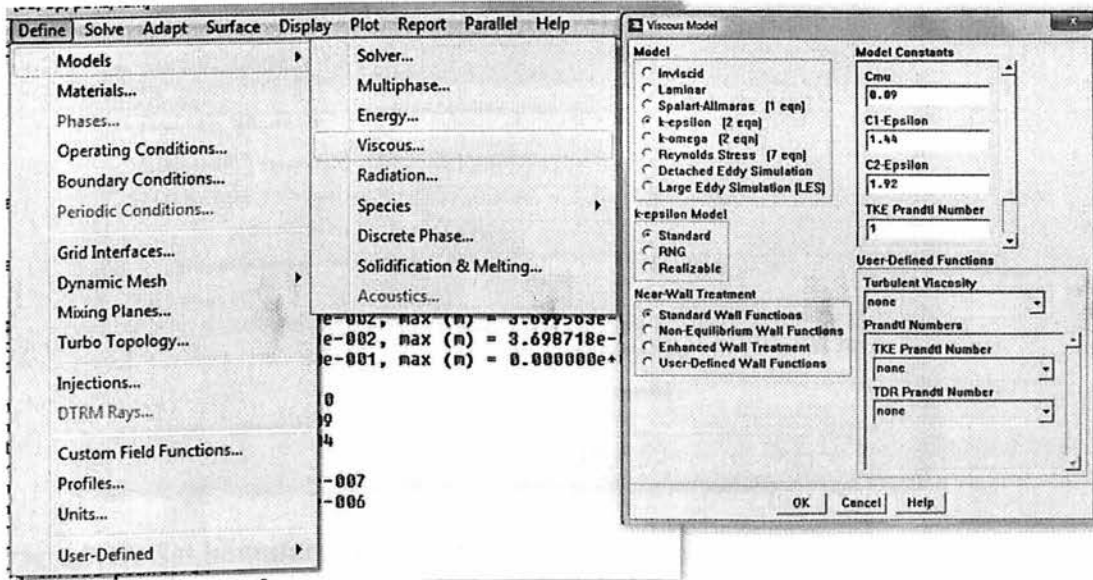 Define Solve Adapt Surface Display Plot Report Parallel Help
Models
Materials...
Phases...
Operating Conditions...
Boundary Conditions...
Periodic Conditions...
Grid Interfaces...
Dynamic Mesh
Mixing Planes...
Turbo Topology...
Injections...
DTRM Rays...
Custom Field Functions...
Profiles...
Units...
User-Defined
Solver...
Multiphase...
Energy...
Viscous...
Radiation...
Species
Discrete Phase...
Solidification & Melting...
Acoustics...
e-002, max (m) = 3.699563e-
e-002, max (m) = 3.698718e-
e-001, max (m) = 0.000000e+
0
09
04
-007
-006
Viscous Model
Model
Inviscid
Laminar
Spalart-Allmaras (1 eqn)
k-epsilon (2 eqn)
k-omega (2 eqn)
Reynolds Stress (7 eqn)
Detached Eddy Simulation
Large Eddy Simulation (LES)
k-epsilon Model
Standard
RNG
Realizable
Near-Wall Treatment
Standard Wall Functions
Non-Equilibrium Wall Functions
Enhanced Wall Treatment
User-Defined Wall Functions
Model Constants
Cmu
0.09
C1-Epsilon
1.44
C2-Epsilon
1.92
TKE Prandtl Number
1
User-Defined Functions
Turbulent Viscosity
none
Prandtl Numbers
TKE Prandtl Number
none
TDR Prandtl Number
none
OK Cancel Help